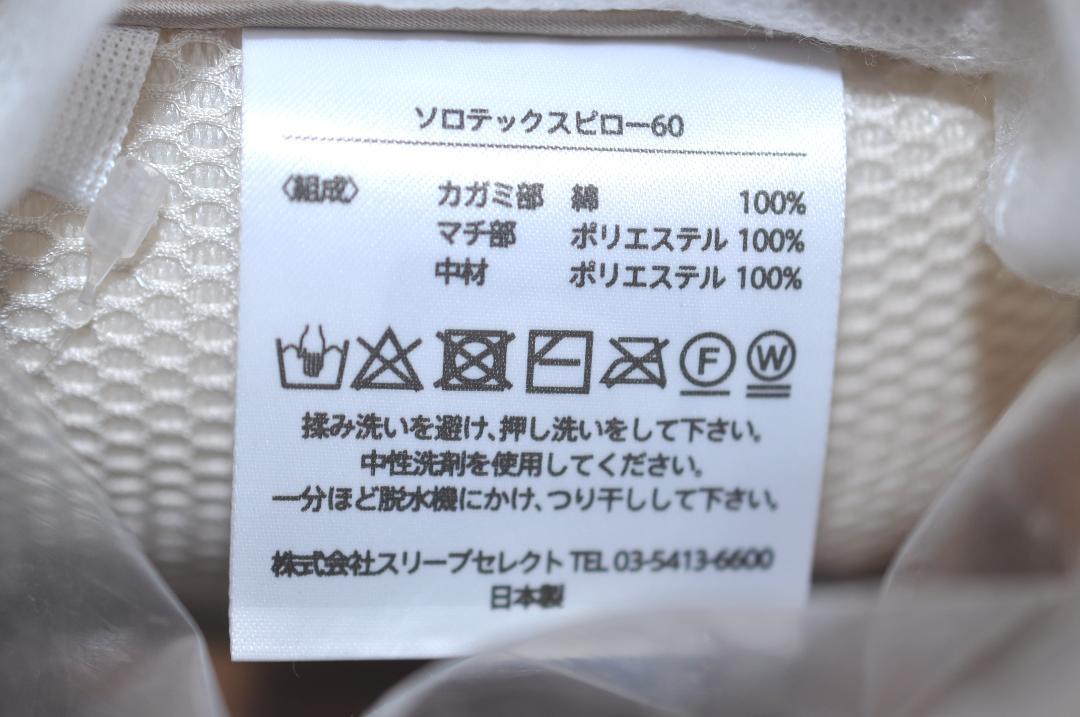 ソロテックスピロー60
〈組成〉 カガミ部 綿 100%
マチ部 ポリエステル 100%
中材 ポリエステル 100%
F W
揉み洗いを避け、押し洗いをして下さい。
中性洗剤を使用してください。
一分ほど脱水機にかけ、つり干しして下さい。
株式会社スリープセレクト TEL 03-5413-6600
日本製